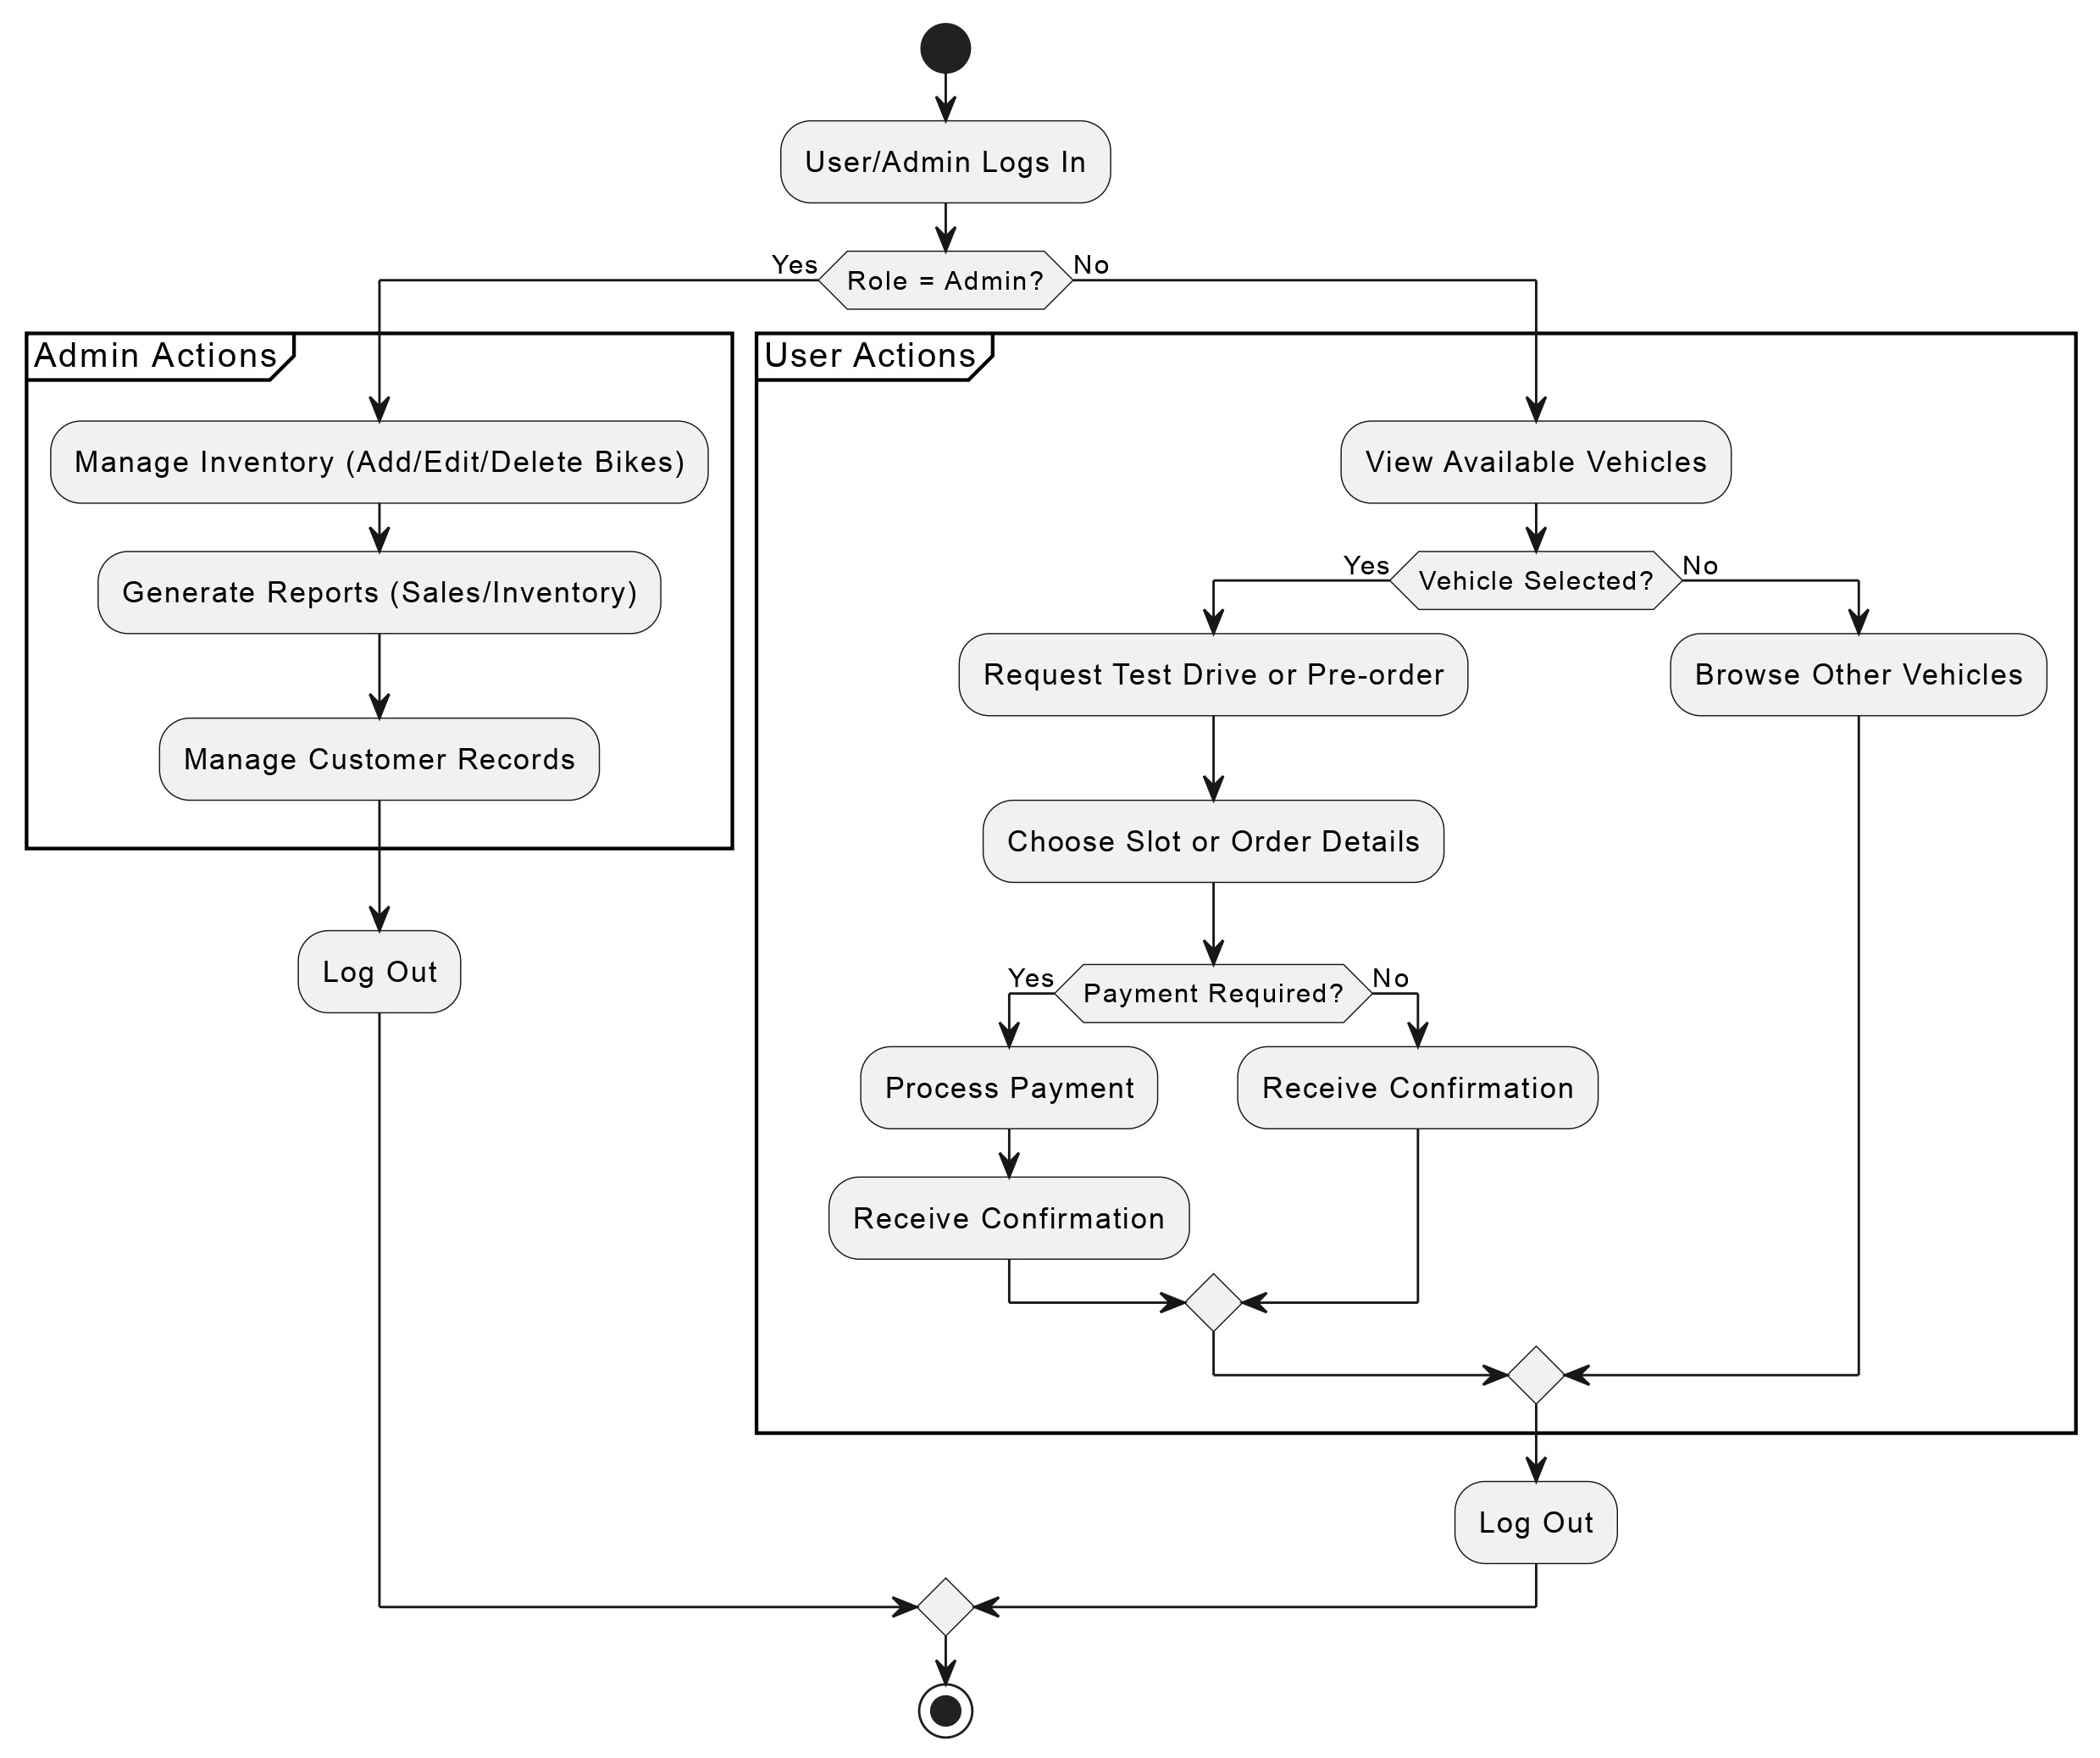 User/Admin Logs In
Yes
Role = Admin?
No
Admin Actions
Manage Inventory (Add/Edit/Delete Bikes)
Generate Reports (Sales/Inventory)
Manage Customer Records
Log Out
User Actions
View Available Vehicles
Yes
Vehicle Selected?
No
Request Test Drive or Pre-order
Browse Other Vehicles
Choose Slot or Order Details
Yes
Payment Required?
No
Process Payment
Receive Confirmation
Receive Confirmation
Log Out